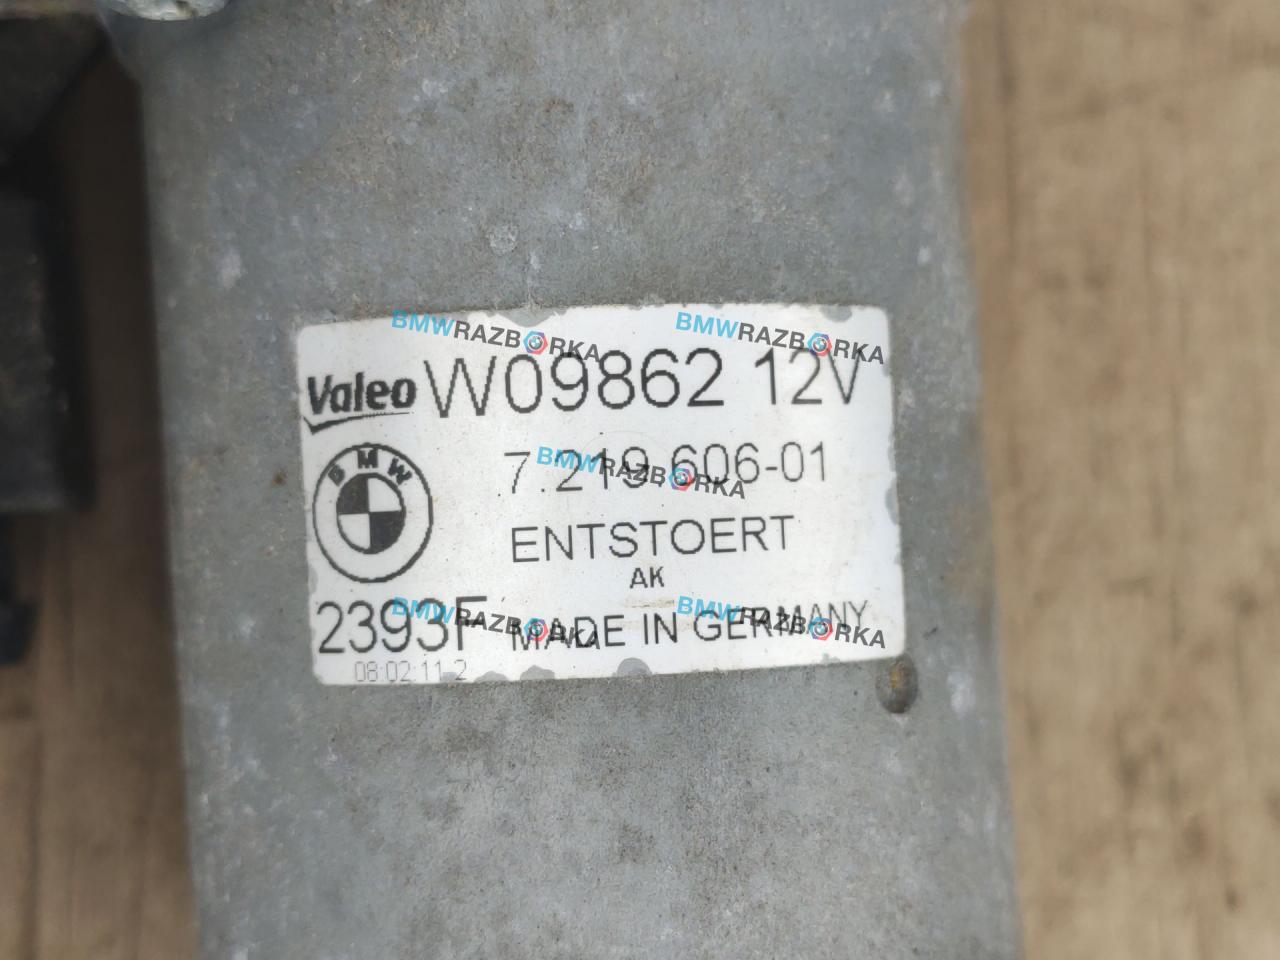 BMWRAZBORKA
BMWRAZBORKA
Valeo W09862 12V
BMW
7.219.606-01
BMWRAZBORKA
ENTSTOERT
AK
2393F MADE IN GERMANY
BMWRAZBORKA
BMWRAZBORKA
08:02:11 2